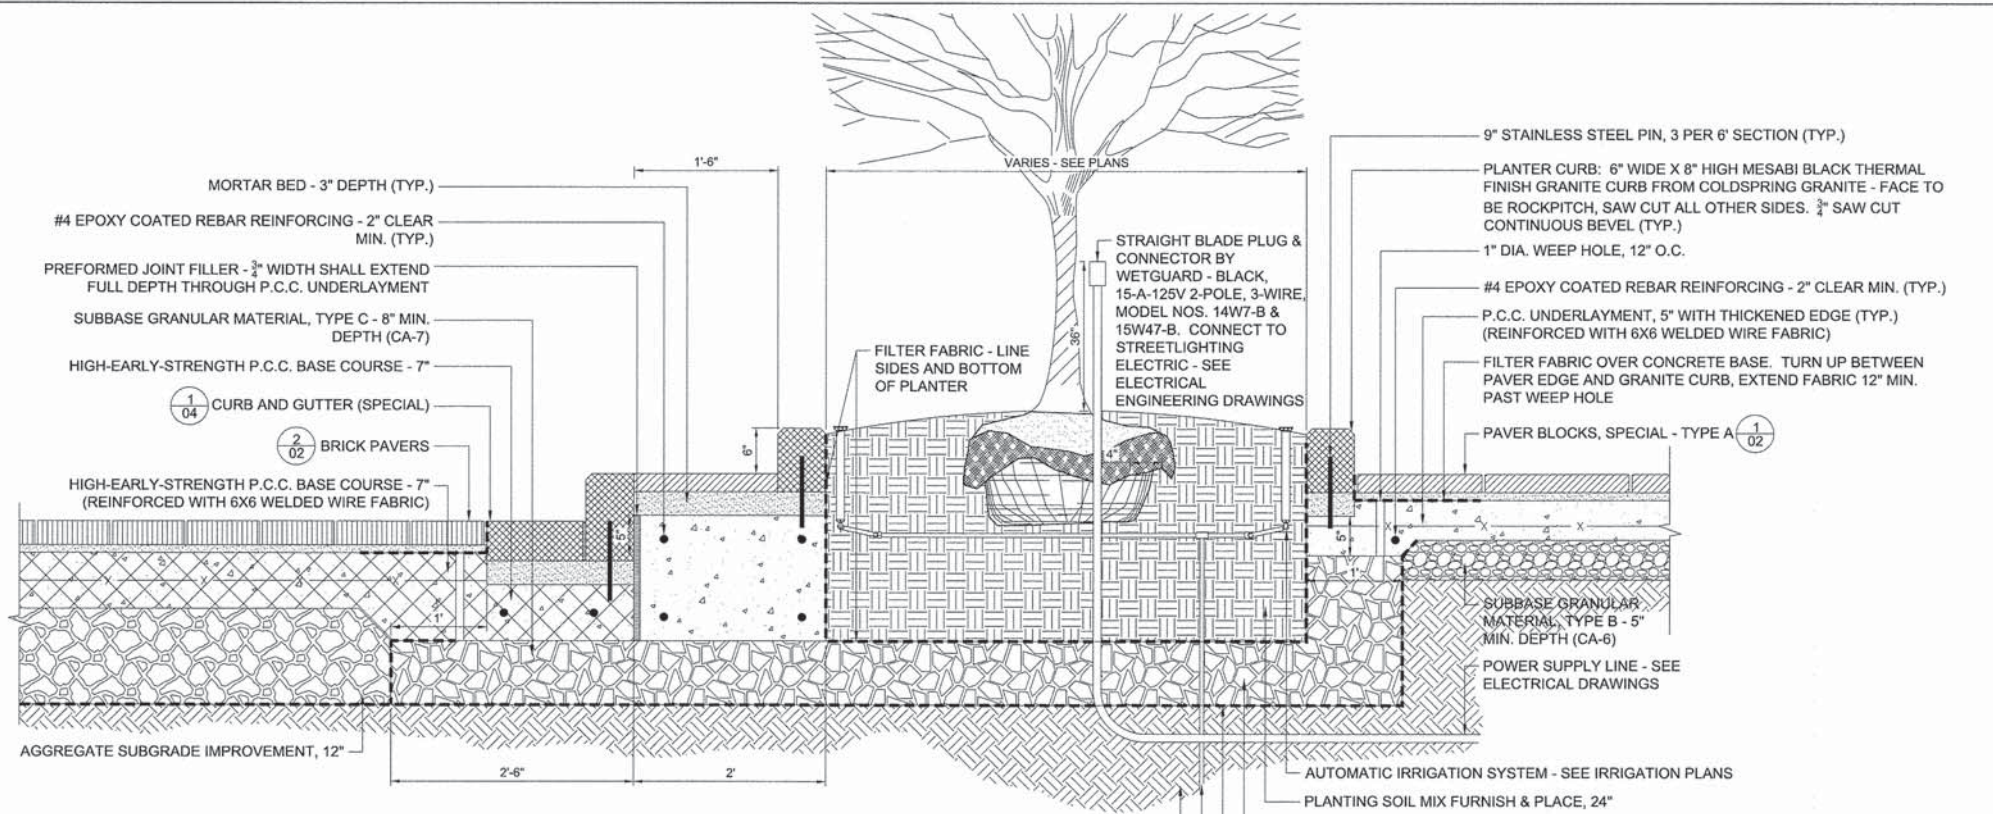 1'-6"
VARIES - SEE PLANS
MORTAR BED - 3" DEPTH (TYP.)
#4 EPOXY COATED REBAR REINFORCING - 2" CLEAR
MIN. (TYP.)
PREFORMED JOINT FILLER - 3/4" WIDTH SHALL EXTEND
FULL DEPTH THROUGH P.C.C. UNDERLAYMENT
SUBBASE GRANULAR MATERIAL, TYPE C - 8" MIN.
DEPTH (CA-7)
HIGH-EARLY-STRENGTH P.C.C. BASE COURSE - 7"
1
04
CURB AND GUTTER (SPECIAL)
2
02
BRICK PAVERS
HIGH-EARLY-STRENGTH P.C.C. BASE COURSE - 7"
(REINFORCED WITH 6X6 WELDED WIRE FABRIC)
AGGREGATE SUBGRADE IMPROVEMENT, 12"
6"
5"
1'
X X X
2'-6"
2'
FILTER FABRIC - LINE
SIDES AND BOTTOM
OF PLANTER
36"
4"
STRAIGHT BLADE PLUG &
CONNECTOR BY
WETGUARD - BLACK,
15-A-125V 2-POLE, 3-WIRE,
MODEL NOS. 14W7-B &
15W47-B. CONNECT TO
STREETLIGHTING
ELECTRIC - SEE
ELECTRICAL
ENGINEERING DRAWINGS
9" STAINLESS STEEL PIN, 3 PER 6' SECTION (TYP.)
PLANTER CURB: 6" WIDE X 8" HIGH MESABI BLACK THERMAL
FINISH GRANITE CURB FROM COLDSPRING GRANITE - FACE TO
BE ROCKPITCH, SAW CUT ALL OTHER SIDES. 3/4" SAW CUT
CONTINUOUS BEVEL (TYP.)
1" DIA. WEEP HOLE, 12" O.C.
#4 EPOXY COATED REBAR REINFORCING - 2" CLEAR MIN. (TYP.)
P.C.C. UNDERLAYMENT, 5" WITH THICKENED EDGE (TYP.)
(REINFORCED WITH 6X6 WELDED WIRE FABRIC)
FILTER FABRIC OVER CONCRETE BASE. TURN UP BETWEEN
PAVER EDGE AND GRANITE CURB, EXTEND FABRIC 12" MIN.
PAST WEEP HOLE
PAVER BLOCKS, SPECIAL - TYPE A
1
02
5"
X X
1'
SUBBASE GRANULAR
MATERIAL, TYPE B - 5"
MIN. DEPTH (CA-6)
POWER SUPPLY LINE - SEE
ELECTRICAL DRAWINGS
AUTOMATIC IRRIGATION SYSTEM - SEE IRRIGATION PLANS
PLANTING SOIL MIX FURNISH & PLACE, 24"